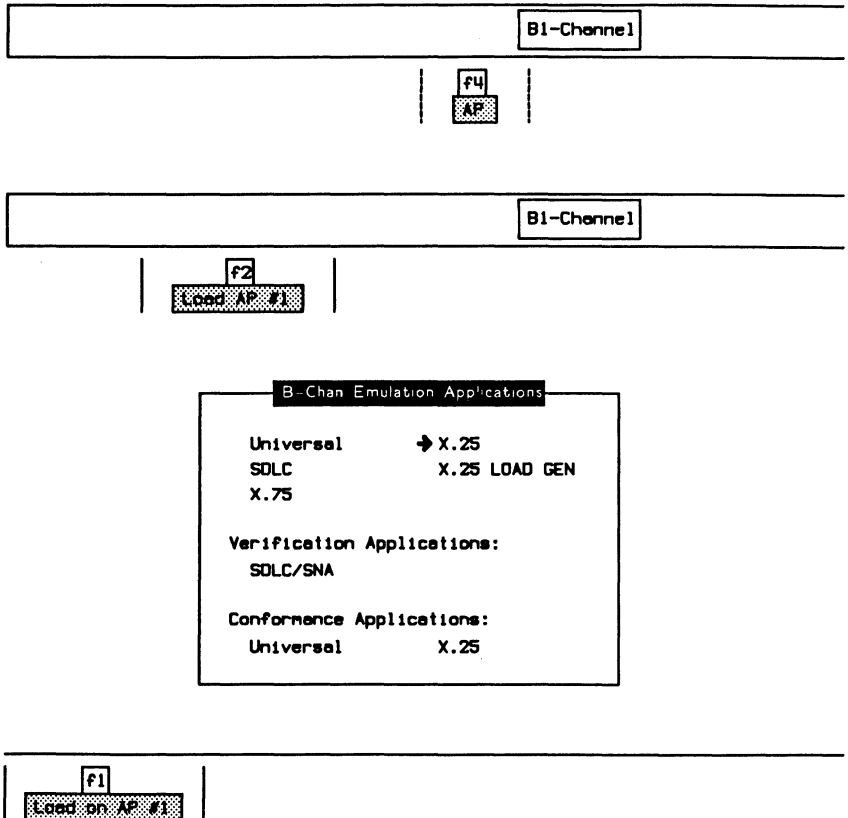 B1-Channel
f4
AP
B1-Channel
f2
Load AP #1
B-Chan Emulation Applications
Universal → X.25
SDLC X.25 LOAD GEN
X.75
Verification Applications:
SDLC/SNA
Conformance Applications:
Universal X.25
f1
Load on AP #1